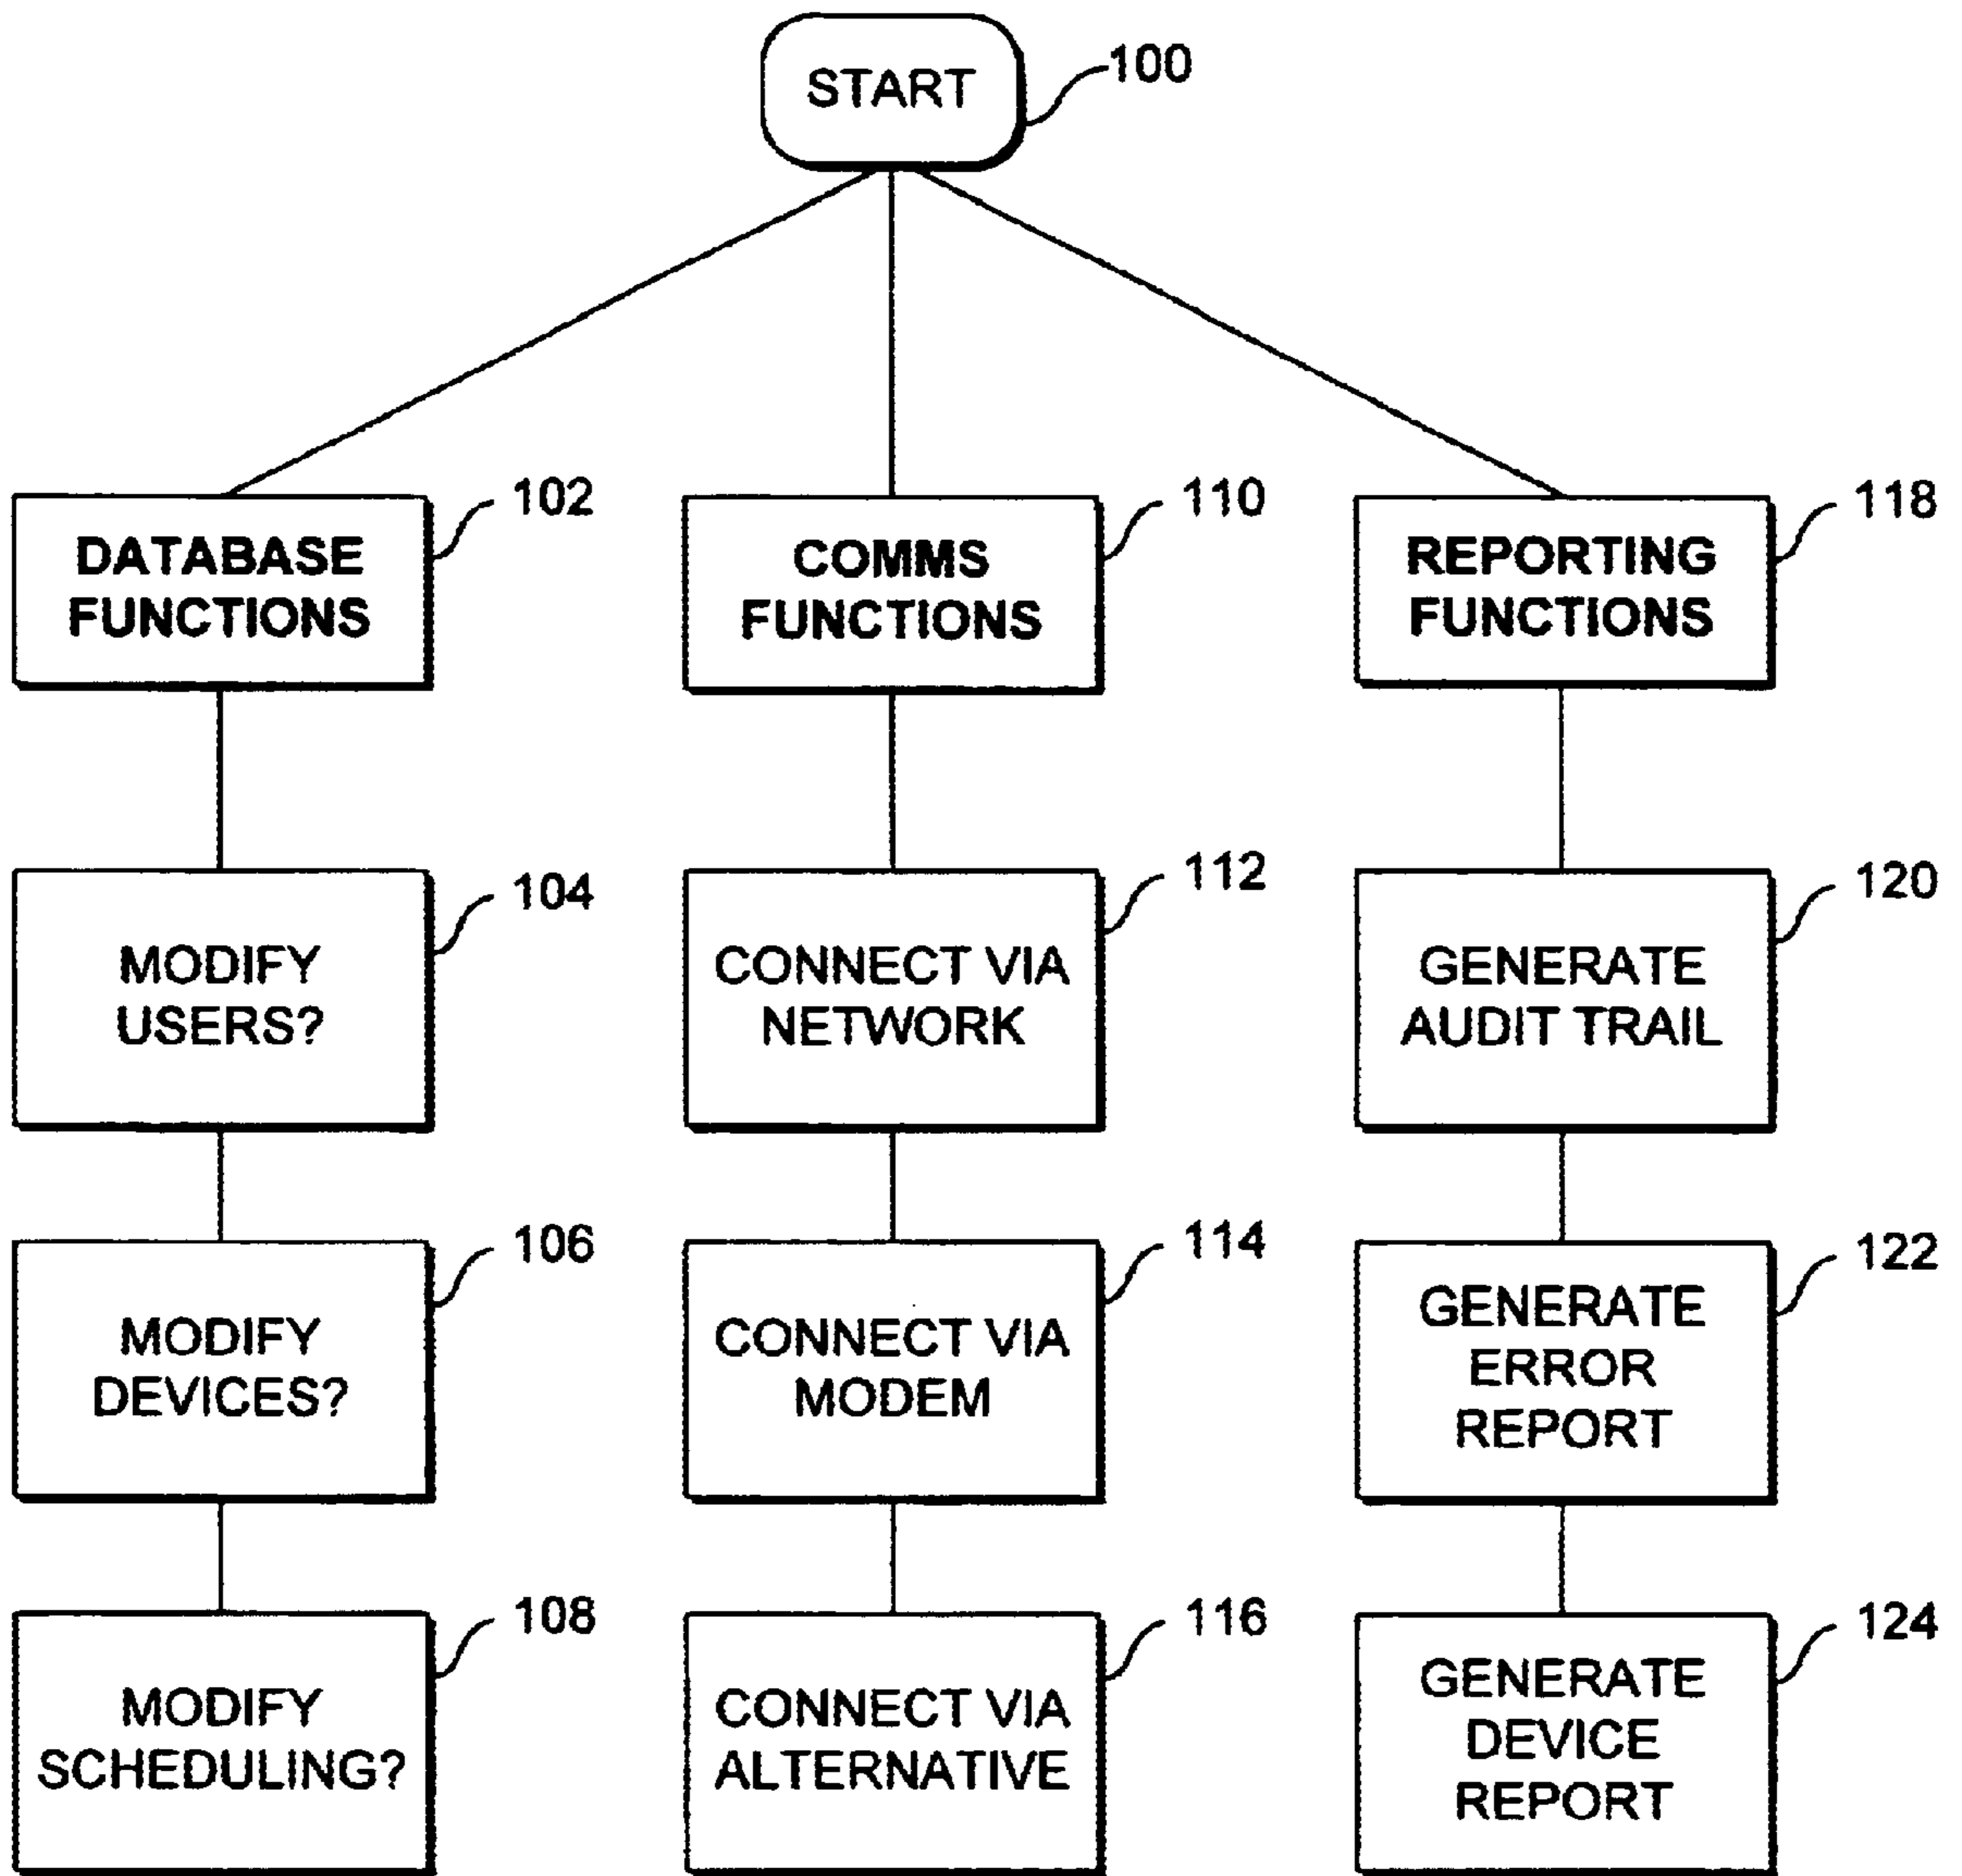 START
100
DATABASE
FUNCTIONS
102
COMMS
FUNCTIONS
110
REPORTING
FUNCTIONS
118
MODIFY
USERS?
104
CONNECT VIA
NETWORK
112
GENERATE
AUDIT TRAIL
120
MODIFY
DEVICES?
106
CONNECT VIA
MODEM
114
GENERATE
ERROR
REPORT
122
MODIFY
SCHEDULING?
108
CONNECT VIA
ALTERNATIVE
116
GENERATE
DEVICE
REPORT
124